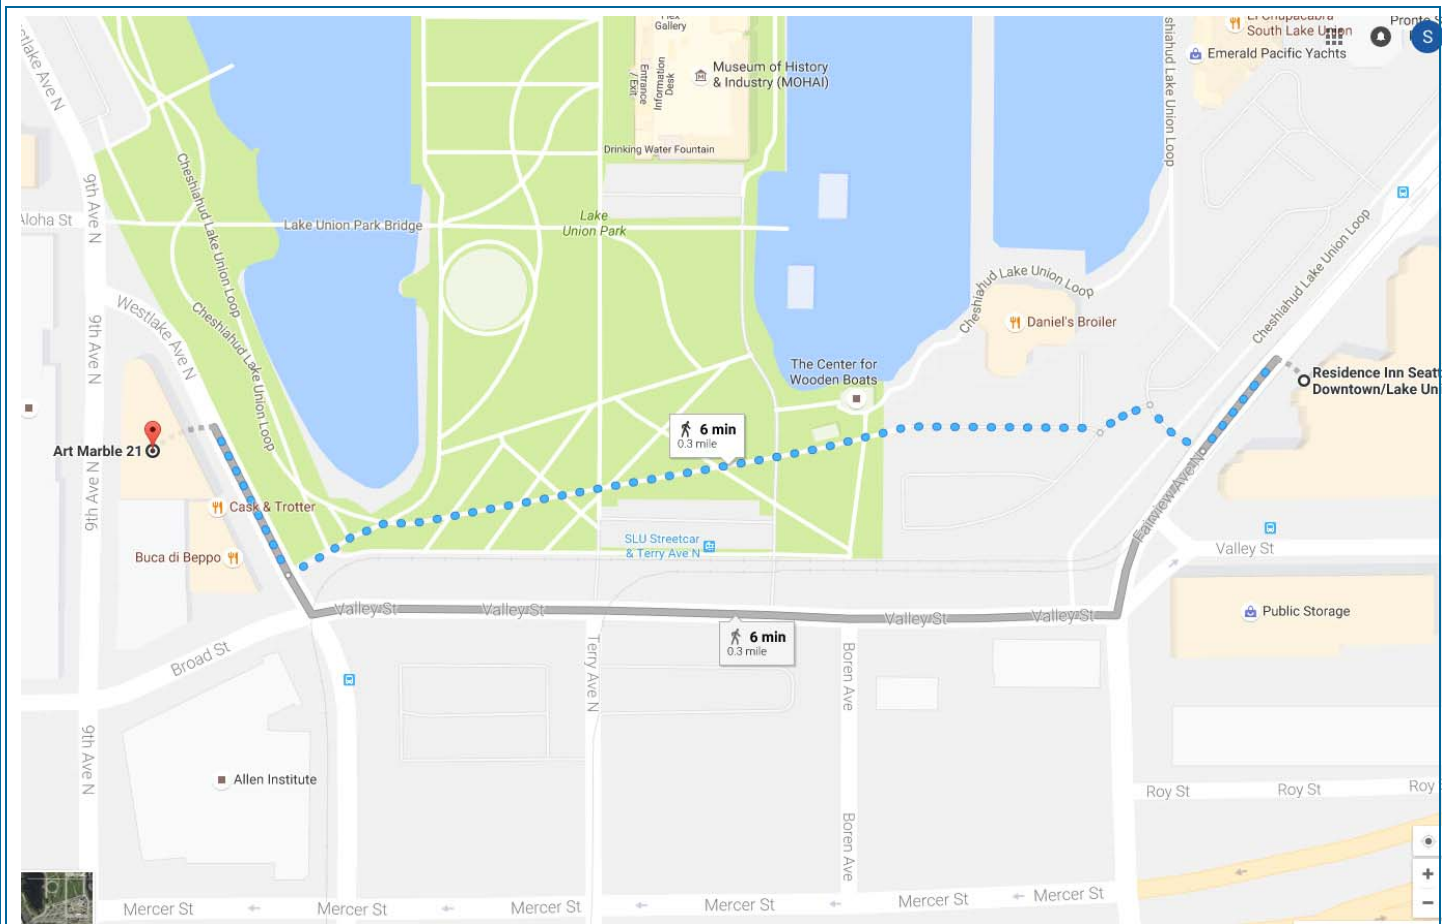 Flex
Gallery
El Chupacabra
South Lake Union
Pronto
S
Emerald Pacific Yachts
Westlake Ave N
Museum of History
& Industry (MOHAI)
Entrance
/ Exit
Information
Desk
Drinking Water Fountain
Cheshiahud Lake Union Loop
9th Ave N
Aloha St
Lake Union Park Bridge
Lake
Union Park
Cheshiahud Lake Union Loop
Cheshiahud Lake Union Loop
Cheshiahud Lake Union Loop
Westlake Ave N
9th Ave N
Cheshiahud Lake Union Loop
Daniel's Broiler
The Center for
Wooden Boats
Residence Inn Seatt
Downtown/Lake Un
6 min
0.3 mile
Art Marble 21
9th Ave N
Cask & Trotter
Fairview Ave N
SLU Streetcar
& Terry Ave N
Buca di Beppo
Valley St
Valley St
Valley St
Valley St
Valley St
Public Storage
6 min
0.3 mile
Broad St
Terry Ave N
Boren Ave
9th Ave N
Allen Institute
Roy St
Roy St
Roy
Boren Ave
Mercer St
Mercer St
Mercer St
Mercer St
Mercer St
Mercer St